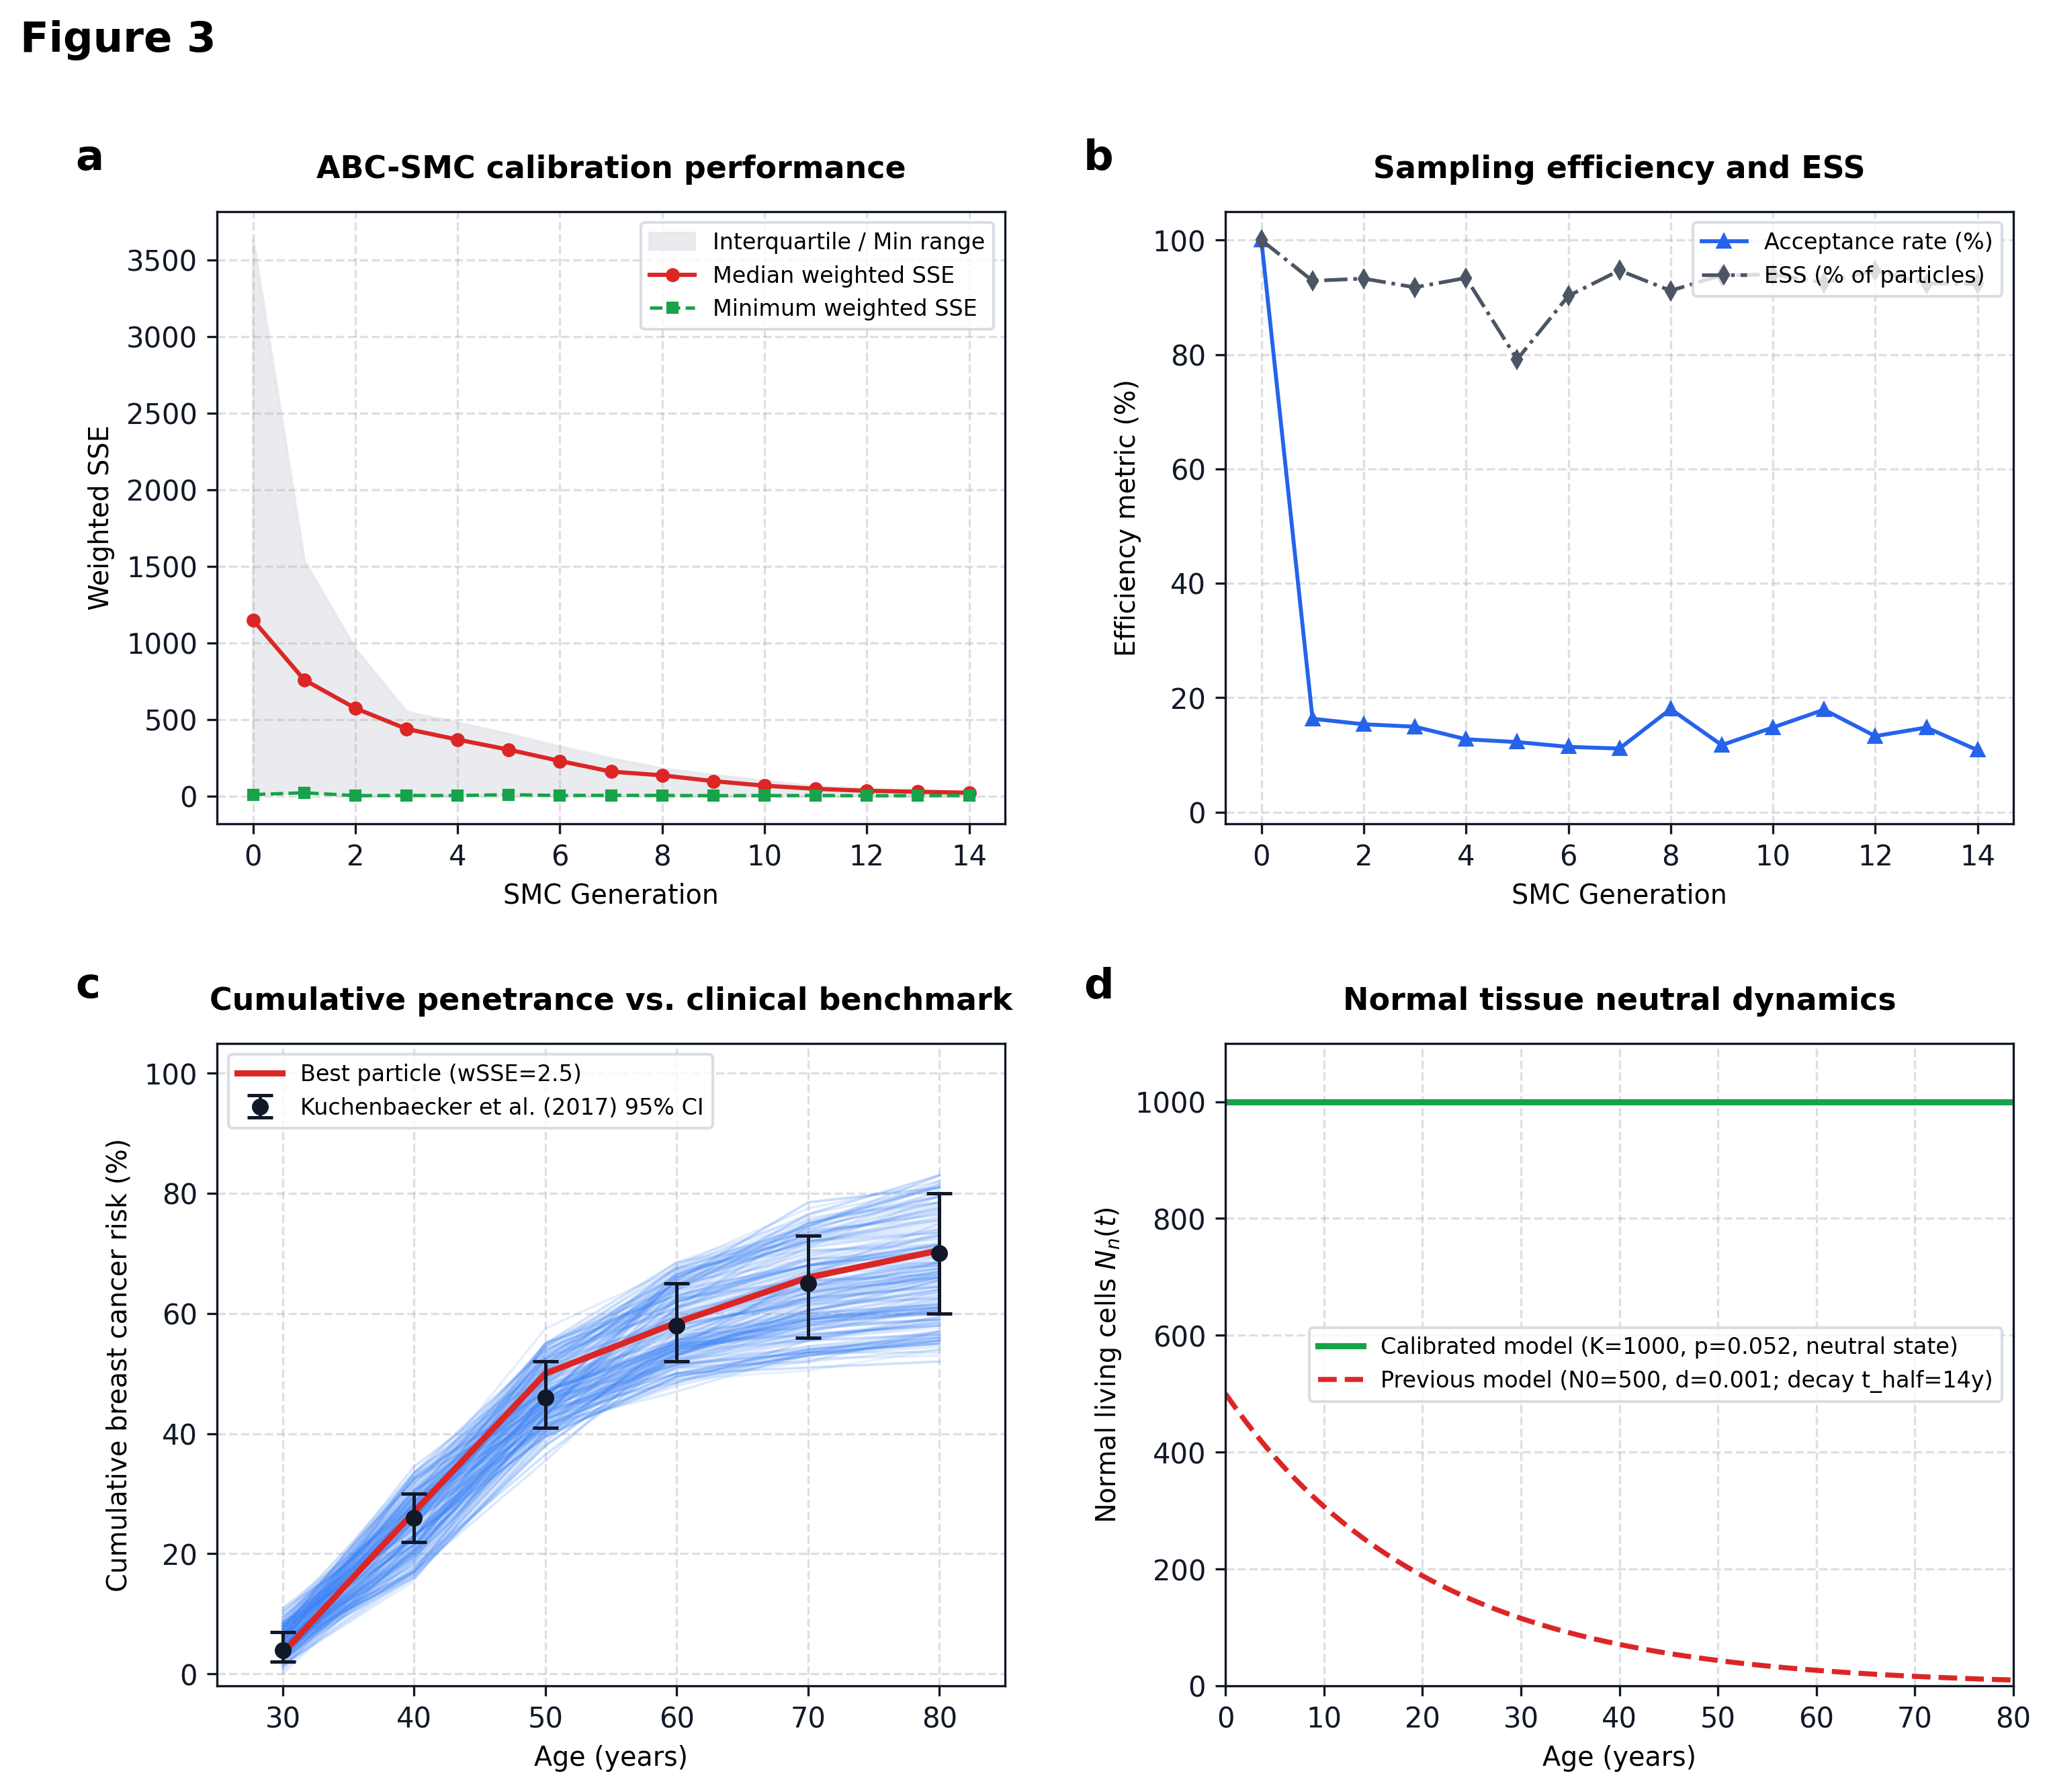 Figure 3
a
ABC-SMC calibration performance
Interquartile / Min range
Median weighted SSE
Minimum weighted SSE
Weighted SSE
3500
3000
2500
2000
1500
1000
500
0
0 2 4 6 8 10 12 14
SMC Generation
b
Sampling efficiency and ESS
Acceptance rate (%)
ESS (% of particles)
Efficiency metric (%)
100
80
60
40
20
0
0 2 4 6 8 10 12 14
SMC Generation
c
Cumulative penetrance vs. clinical benchmark
Best particle (wSSE=2.5)
Kuchenbaecker et al. (2017) 95% CI
Cumulative breast cancer risk (%)
100
80
60
40
20
0
30 40 50 60 70 80
Age (years)
d
Normal tissue neutral dynamics
Calibrated model (K=1000, p=0.052, neutral state)
Previous model (N0=500, d=0.001; decay t_half=14y)
Normal living cells Nn(t)
1000
800
600
400
200
0
0 10 20 30 40 50 60 70 80
Age (years)